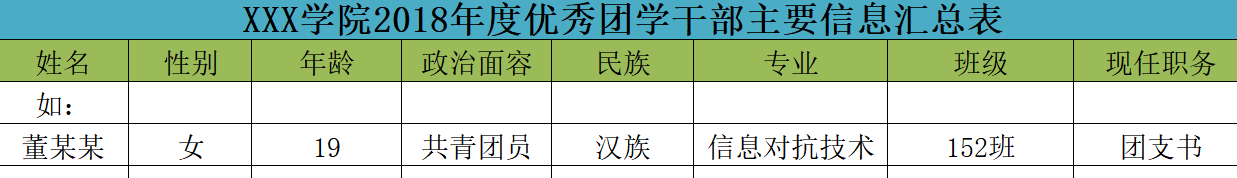 XXX学院2018年度优秀团学干部主要信息汇总表
姓名 性别 年龄 政治面容 民族 专业 班级 现任职务
如：
董某某 女 19 共青团员 汉族 信息对抗技术 152班 团支书